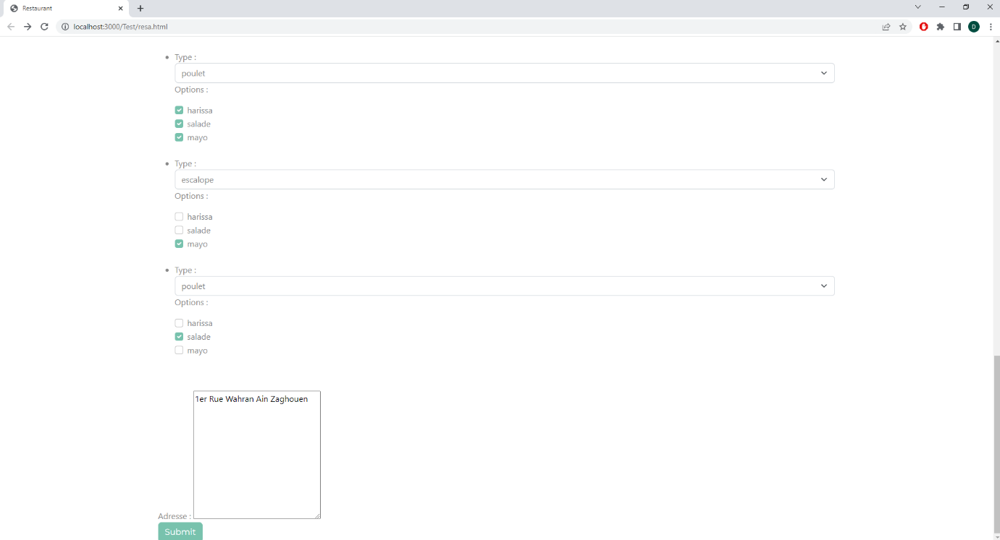 Restaurant
localhost:3000/Test/resa.html
D
Type :
poulet
Options :
harissa
salade
mayo
Type :
escalope
Options :
harissa
salade
mayo
Type :
poulet
Options :
harissa
salade
mayo
1er Rue Wahran Ain Zaghouen
Adresse :
Submit